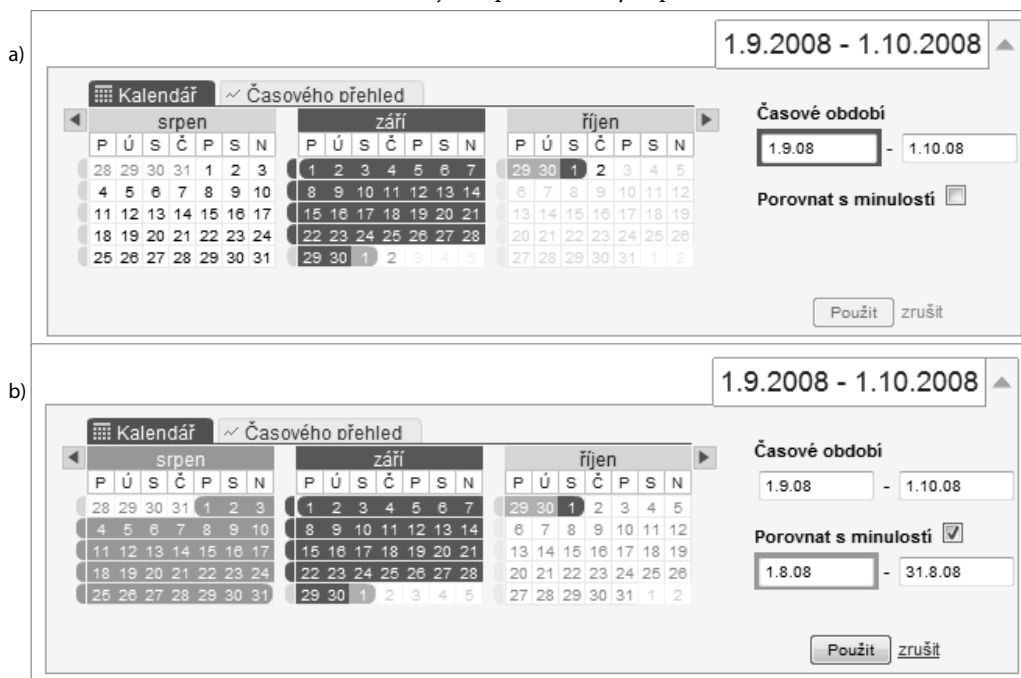 a)
1.9.2008 - 1.10.2008
Kalendář Časového přehled
srpen září říjen
P Ú S Č P S N P Ú S Č P S N P Ú S Č P S N
28 29 30 31 1 2 3 1 2 3 4 5 6 7 29 30 1 2 3 4 5
4 5 6 7 8 9 10 8 9 10 11 12 13 14 6 7 8 9 10 11 12
11 12 13 14 15 16 17 15 16 17 18 19 20 21 13 14 15 16 17 18 19
18 19 20 21 22 23 24 22 23 24 25 26 27 28 20 21 22 23 24 25 26
25 26 27 28 29 30 31 29 30 1 2 3 4 5 27 28 29 30 31 1 2
Časové období
1.9.08 - 1.10.08
Porovnat s minulostí
Použít zrušit
b)
1.9.2008 - 1.10.2008
Kalendář Časového přehled
srpen září říjen
P Ú S Č P S N P Ú S Č P S N P Ú S Č P S N
28 29 30 31 1 2 3 1 2 3 4 5 6 7 29 30 1 2 3 4 5
4 5 6 7 8 9 10 8 9 10 11 12 13 14 6 7 8 9 10 11 12
11 12 13 14 15 16 17 15 16 17 18 19 20 21 13 14 15 16 17 18 19
18 19 20 21 22 23 24 22 23 24 25 26 27 28 20 21 22 23 24 25 26
25 26 27 28 29 30 31 29 30 1 2 3 4 5 27 28 29 30 31 1 2
Časové období
1.9.08 - 1.10.08
Porovnat s minulostí
1.8.08 - 31.8.08
Použít zrušit